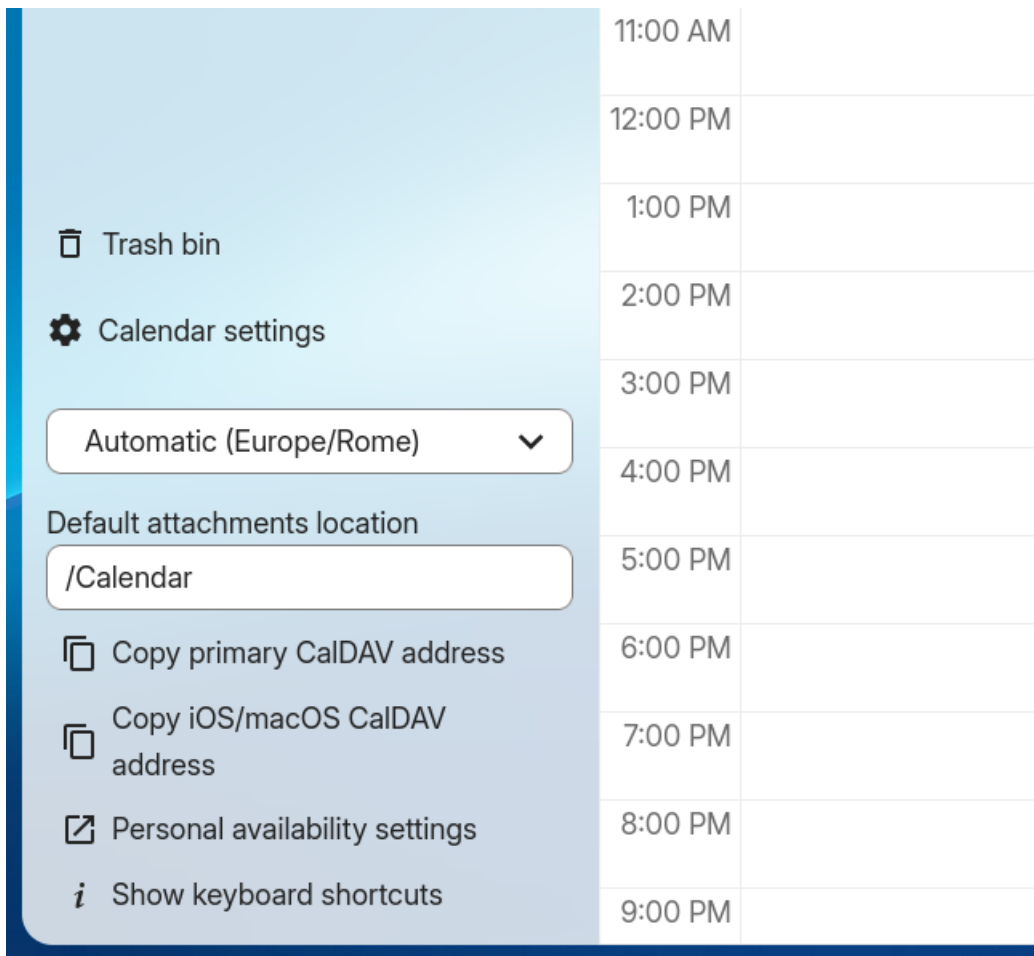 Trash bin
Calendar settings
Automatic (Europe/Rome)
Default attachments location
/Calendar
Copy primary CalDAV address
Copy iOS/macOS CalDAV
address
Personal availability settings
Show keyboard shortcuts
11:00 AM
12:00 PM
1:00 PM
2:00 PM
3:00 PM
4:00 PM
5:00 PM
6:00 PM
7:00 PM
8:00 PM
9:00 PM